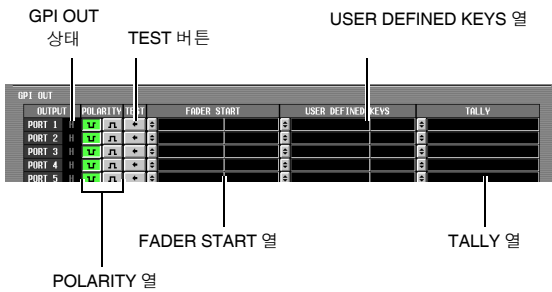 GPI OUT
상태
TEST 버튼
USER DEFINED KEYS 열
GPI OUT
OUTPUT POLARITY TEST FADER START USER DEFINED KEYS TALLY
PORT 1 H
PORT 2 H
PORT 3 H
PORT 4 H
PORT 5 H
FADER START 열
TALLY 열
POLARITY 열